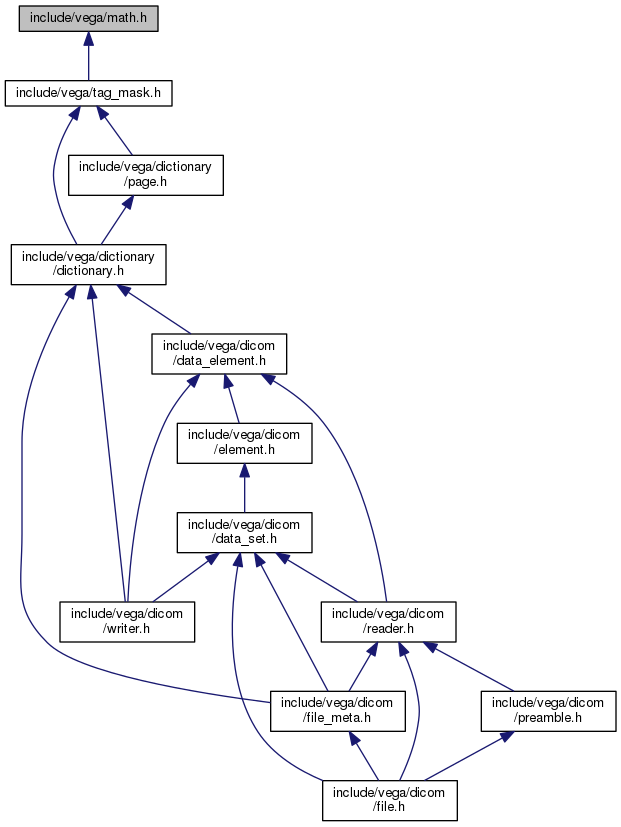 include/vega/math.h
include/vega/tag_mask.h
include/vega/dictionary
/page.h
include/vega/dictionary
/dictionary.h
include/vega/dicom
/data_element.h
include/vega/dicom
/element.h
include/vega/dicom
/data_set.h
include/vega/dicom
/writer.h
include/vega/dicom
/reader.h
include/vega/dicom
/file_meta.h
include/vega/dicom
/preamble.h
include/vega/dicom
/file.h